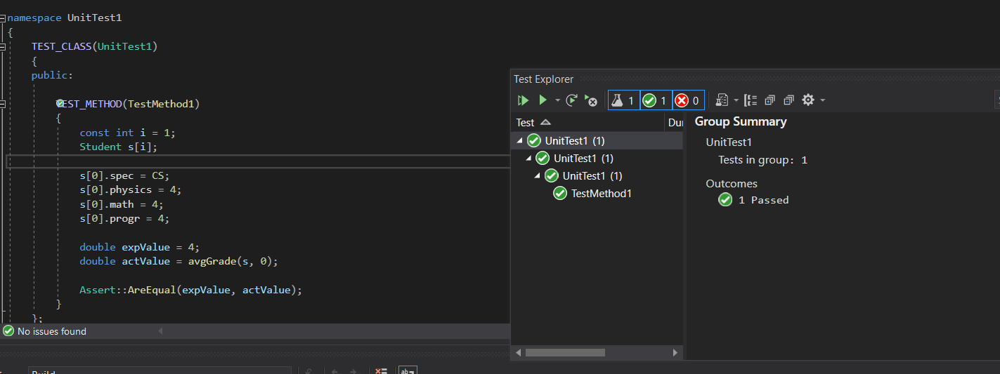 namespace UnitTest1
{
TEST_CLASS(UnitTest1)
{
public:
TEST_METHOD(TestMethod1)
{
const int i = 1;
Student s[i];
s[0].spec = CS;
s[0].physics = 4;
s[0].math = 4;
s[0].progr = 4;
double expValue = 4;
double actValue = avgGrade(s, 0);
Assert::AreEqual(expValue, actValue);
}
};
No issues found
Build
Test Explorer
1 1 0
Test Dur
UnitTest1 (1)
UnitTest1 (1)
UnitTest1 (1)
TestMethod1
Group Summary
UnitTest1
Tests in group: 1
Outcomes
1 Passed